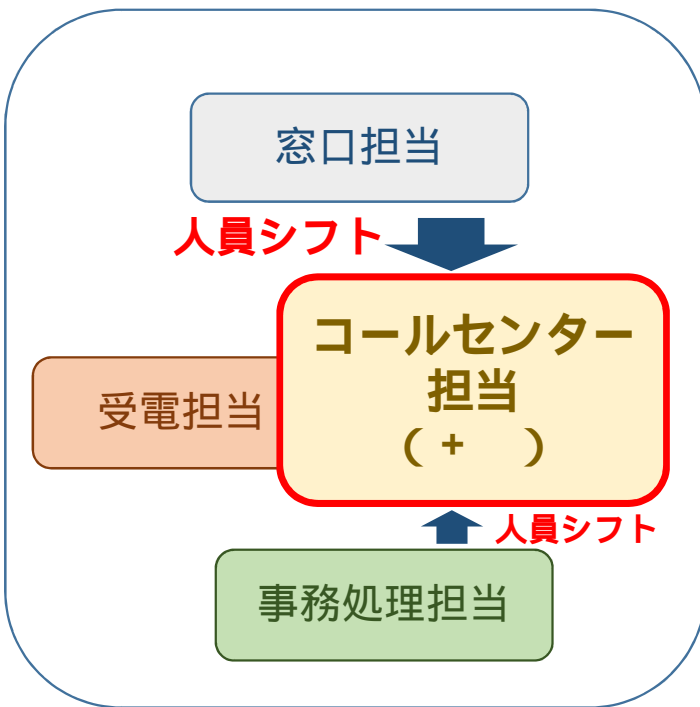 窓口担当
人員シフト
コールセンター
担当
（＋　）
受電担当
人員シフト
事務処理担当